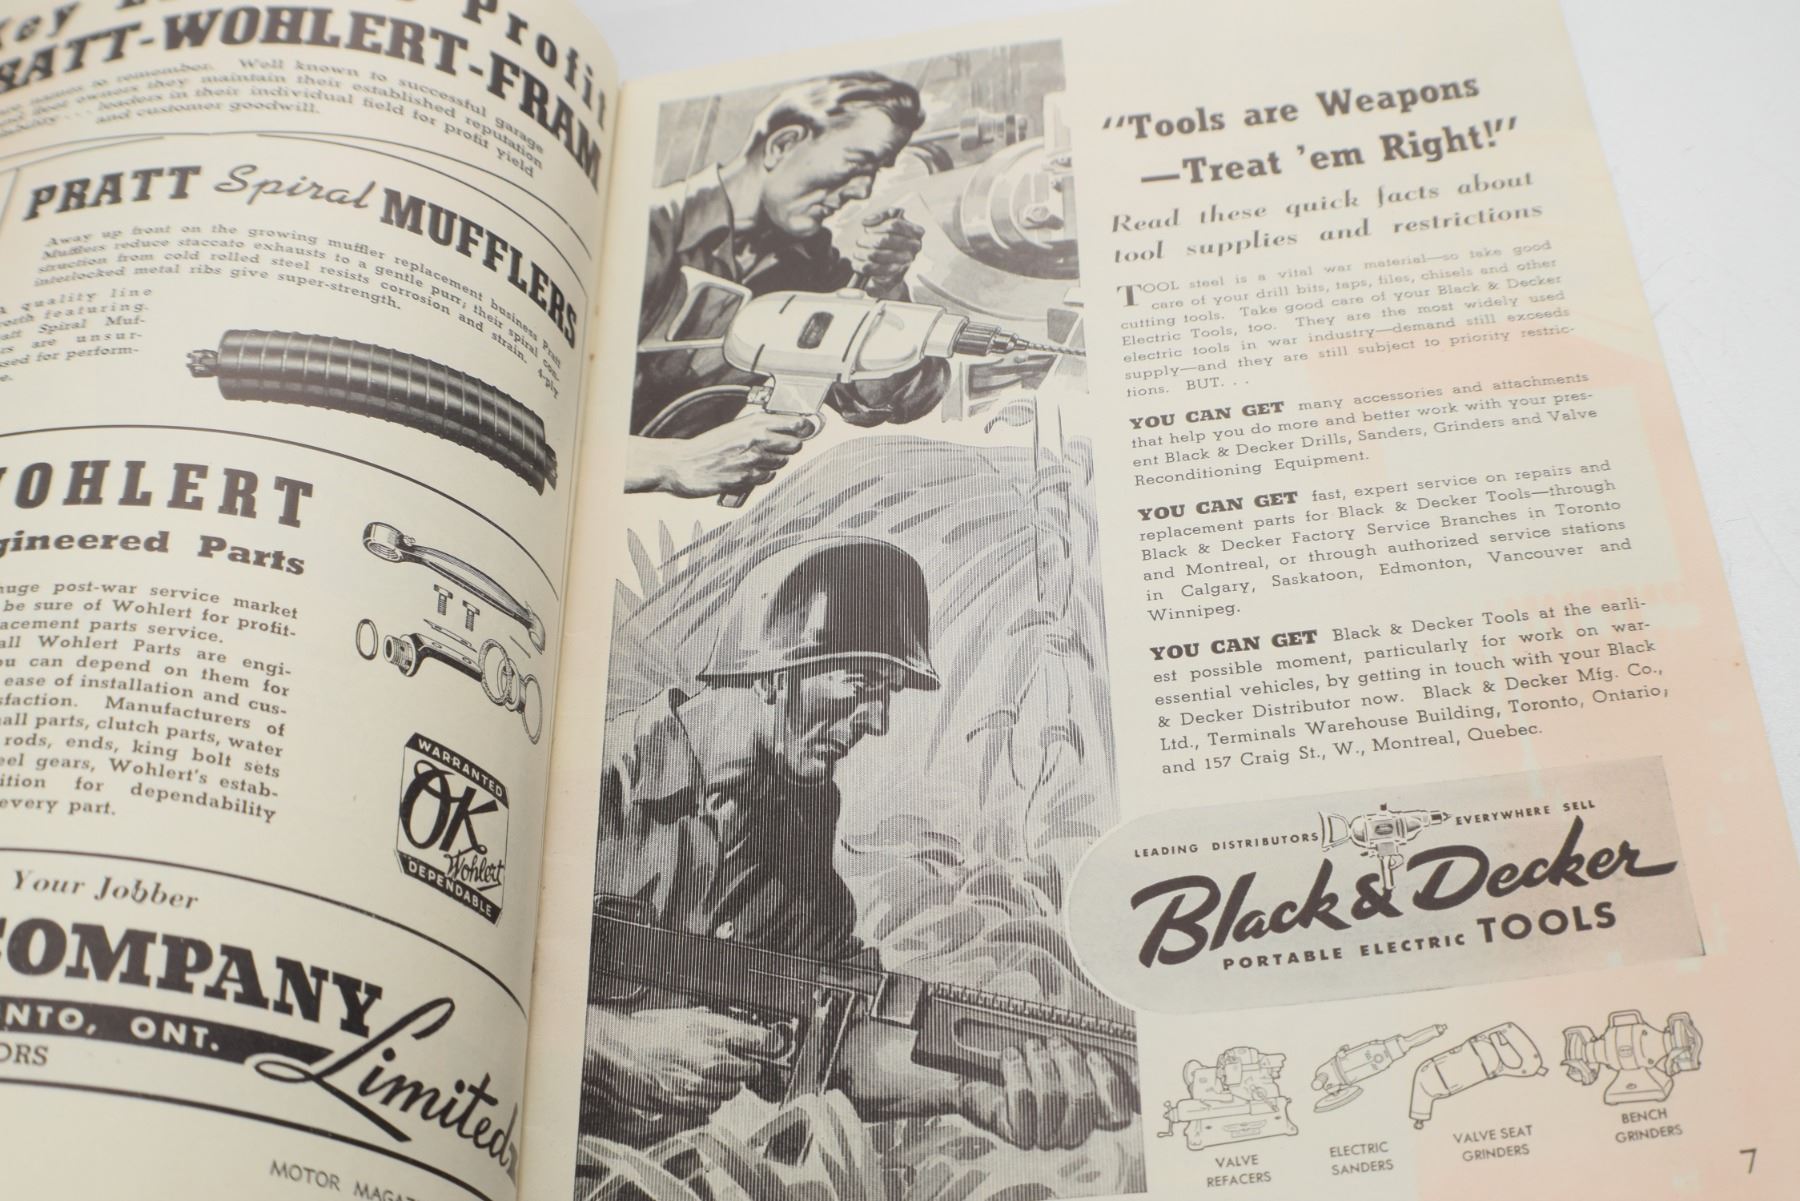 Profit
RATT-WOHLERT-FRAM
names to remember. Well known to successful garage
and fleet owners they maintain their established reputation
leaders in their individual field for profit yield
and customer goodwill.
PRATT Spiral MUFFLERS
Away up front on the growing muffler replacement business, Pratt
Mufflers reduce staccato exhausts to a gentle purr; their spiral con-
struction from cold rolled steel resists corrosion and strain. 4-ply
interlocked metal ribs give super-strength.
A quality line
worth featuring.
Pratt Spiral Muf-
are unsur-
for perform-
WOHLERT
gineered Parts
huge post-war service market
be sure of Wohlert for profit-
acement parts service.
all Wohlert Parts are engi-
you can depend on them for
ease of installation and cus-
sfaction. Manufacturers of
mall parts, clutch parts, water
rods, ends, king bolt sets
eel gears, Wohlert's estab-
ition for dependability
every part.
WARRANTED
OK
Wohlert
DEPENDABLE
Your Jobber
COMPANY
Limited
NTO, ONT.
ORS
MOTOR MAGAZ
"Tools are Weapons
—Treat 'em Right!"
Read these quick facts about
tool supplies and restrictions
TOOL steel is a vital war material—so take good
care of your drill bits, taps, files, chisels and other
cutting tools. Take good care of your Black & Decker
Electric Tools, too. They are the most widely used
electric tools in war industry—demand still exceeds
supply—and they are still subject to priority restric-
tions. BUT...
YOU CAN GET many accessories and attachments
that help you do more and better work with your pres-
ent Black & Decker Drills, Sanders, Grinders and Valve
Reconditioning Equipment.
YOU CAN GET fast, expert service on repairs and
replacement parts for Black & Decker Tools—through
Black & Decker Factory Service Branches in Toronto
and Montreal, or through authorized service stations
in Calgary, Saskatoon, Edmonton, Vancouver and
Winnipeg.
YOU CAN GET Black & Decker Tools at the earli-
est possible moment, particularly for work on war-
essential vehicles, by getting in touch with your Black
& Decker Distributor now. Black & Decker Mfg. Co.,
Ltd., Terminals Warehouse Building, Toronto, Ontario,
and 157 Craig St., W., Montreal, Quebec.
LEADING DISTRIBUTORS EVERYWHERE SELL
Black & Decker
PORTABLE ELECTRIC TOOLS
VALVE
REFACERS
ELECTRIC
SANDERS
VALVE SEAT
GRINDERS
BENCH
GRINDERS
7